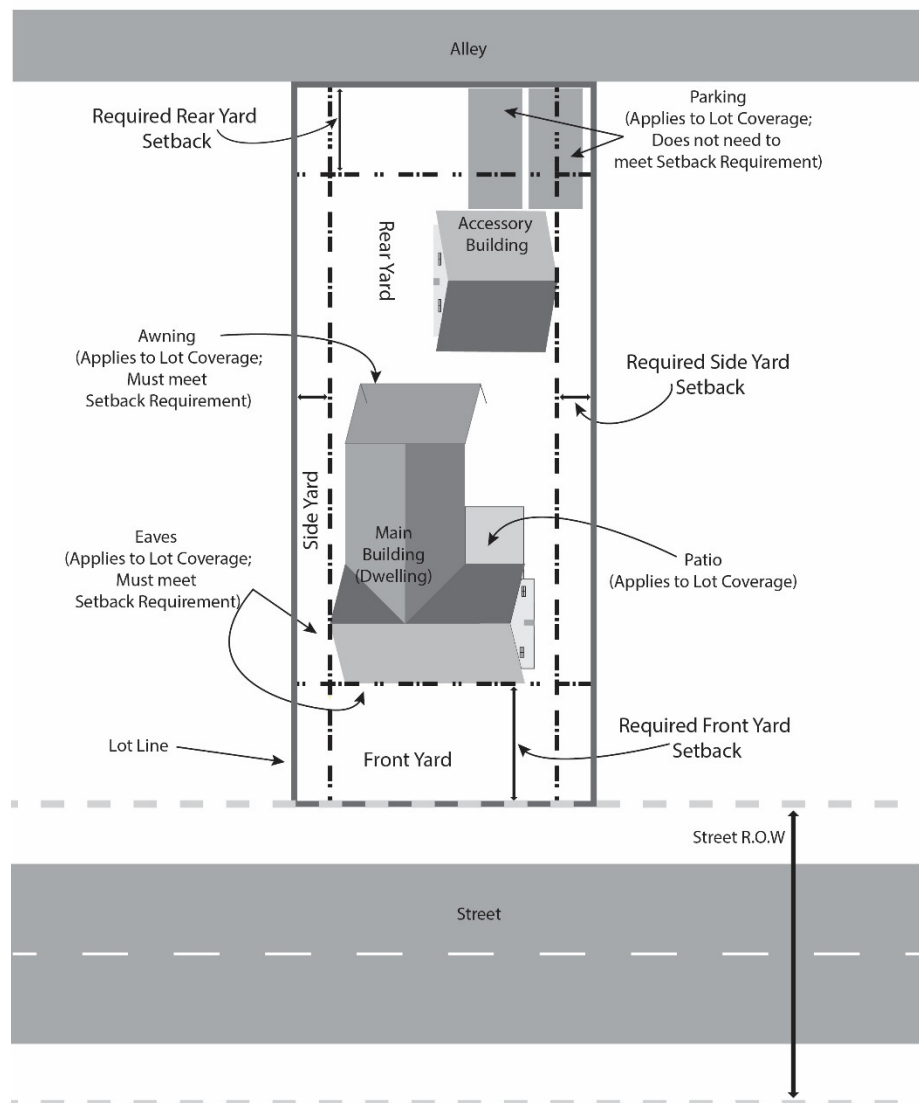 Alley
Required Rear Yard
Setback
Parking
(Applies to Lot Coverage;
Does not need to
meet Setback Requirement)
Accessory
Building
Rear Yard
Awning
(Applies to Lot Coverage;
Must meet
Setback Requirement)
Required Side Yard
Setback
Side Yard
Eaves
(Applies to Lot Coverage;
Must meet
Setback Requirement)
Main
Building
(Dwelling)
Patio
(Applies to Lot Coverage)
Required Front Yard
Setback
Lot Line
Front Yard
Street R.O.W
Street